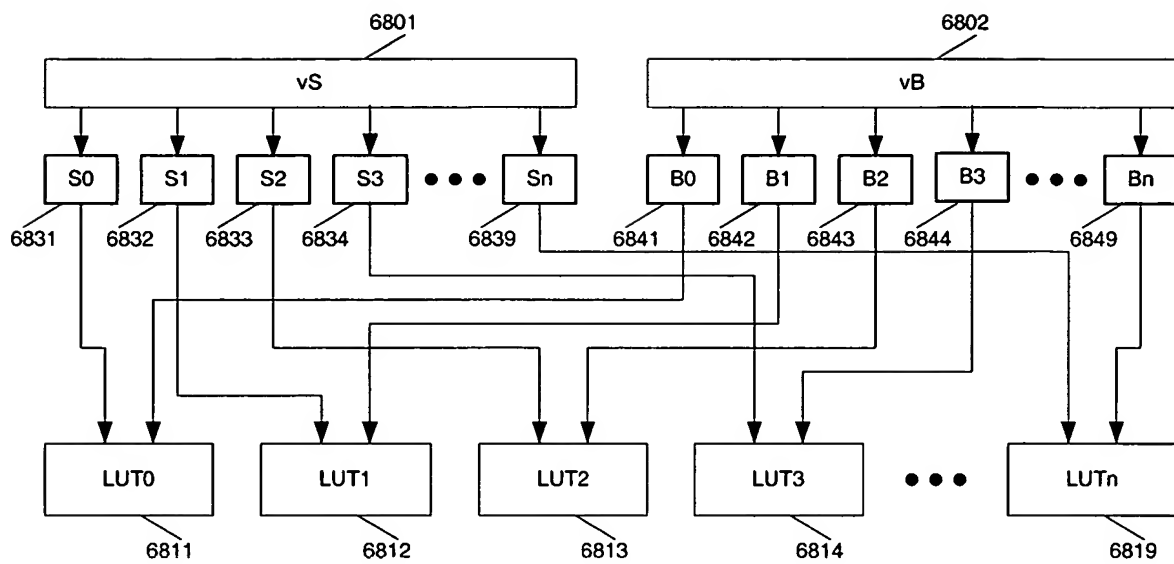 6801 6802
vS vB
S0 S1 S2 S3 Sn B0 B1 B2 B3 Bn
6831 6832 6833 6834 6839 6841 6842 6843 6844 6849
LUT0 LUT1 LUT2 LUT3 LUTn
6811 6812 6813 6814 6819